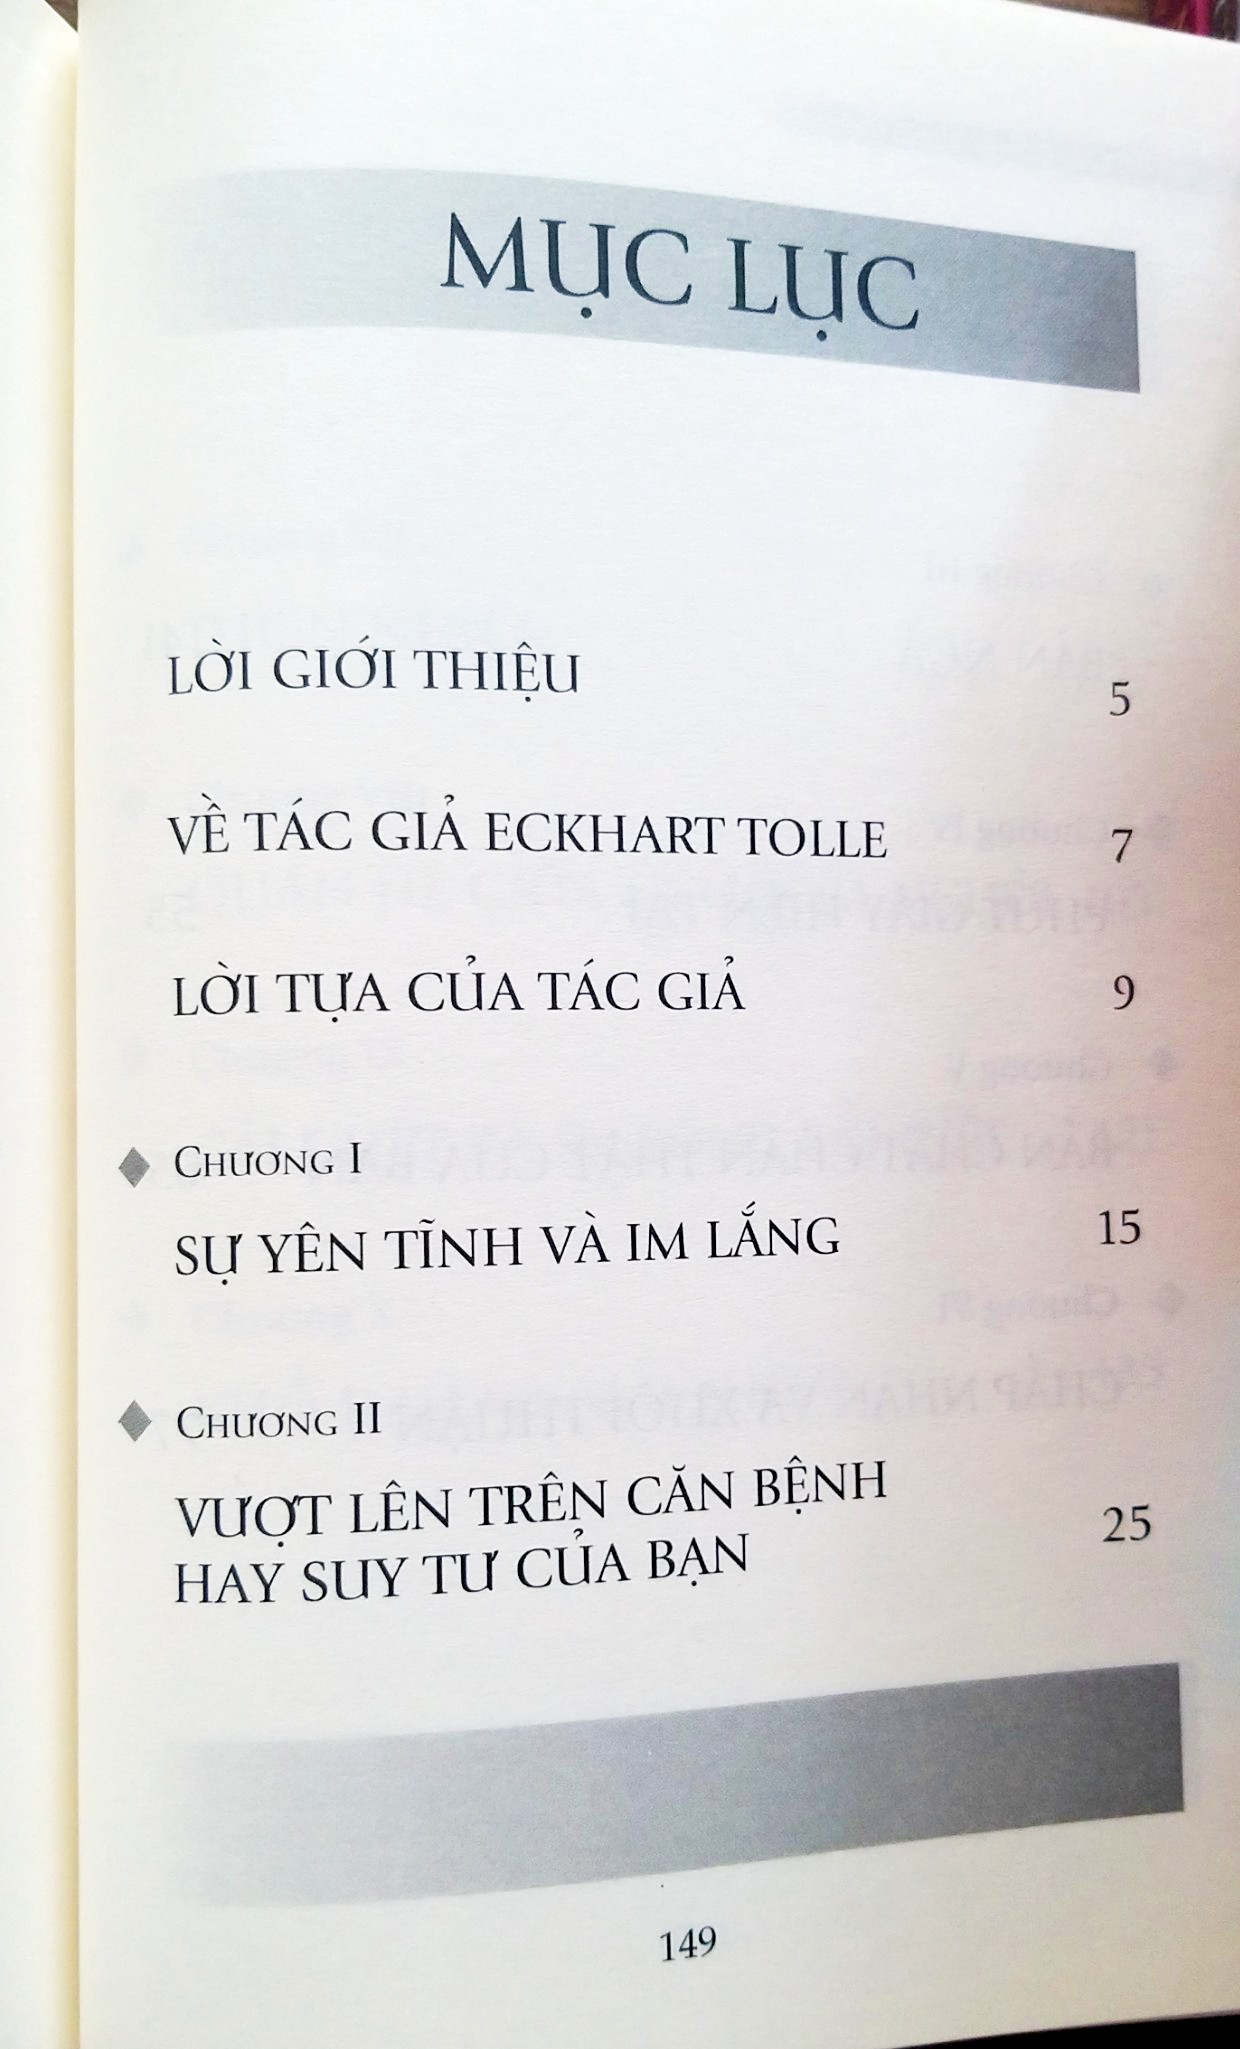 MỤC LỤC
LỜI GIỚI THIỆU 5
VỀ TÁC GIẢ ECKHART TOLLE 7
LỜI TỰA CỦA TÁC GIẢ 9
CHƯƠNG I
SỰ YÊN TĨNH VÀ IM LẮNG 15
CHƯƠNG II
VƯỢT LÊN TRÊN CĂN BỆNH
HAY SUY TƯ CỦA BẠN 25
149